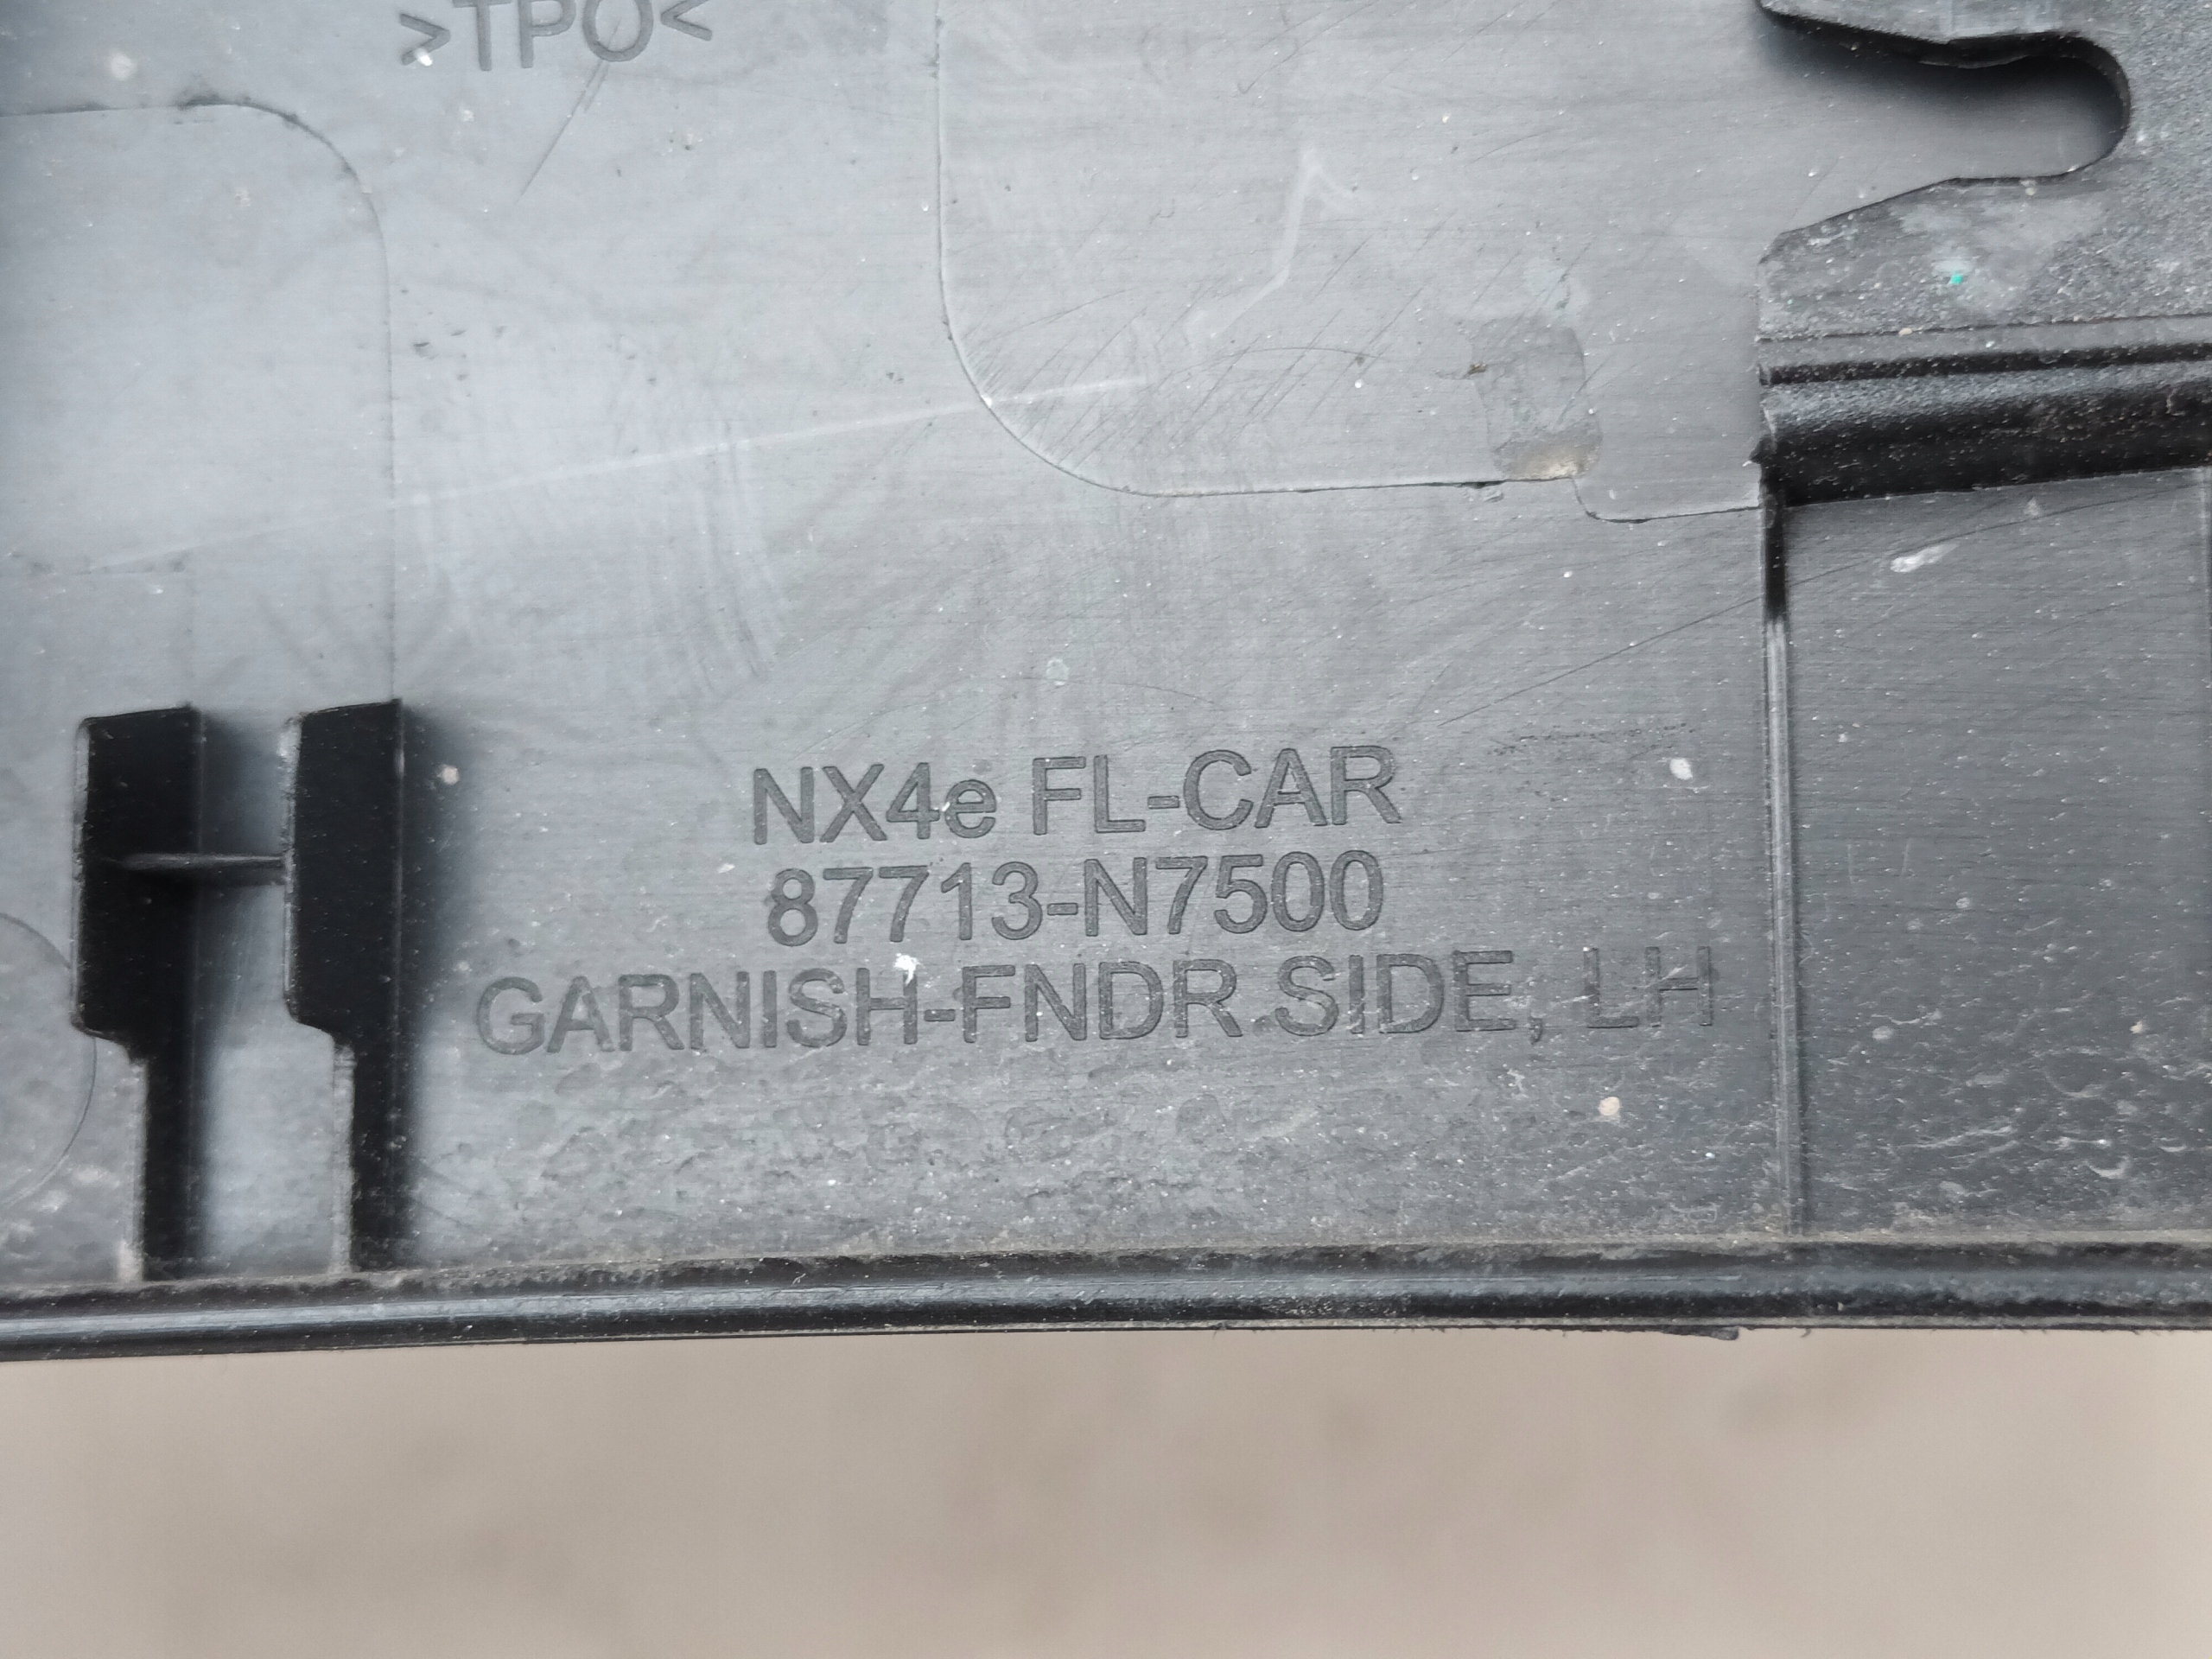 >TPO<
NX4e FL-CAR
87713-N7500
GARNISH-FNDR SIDE, LH